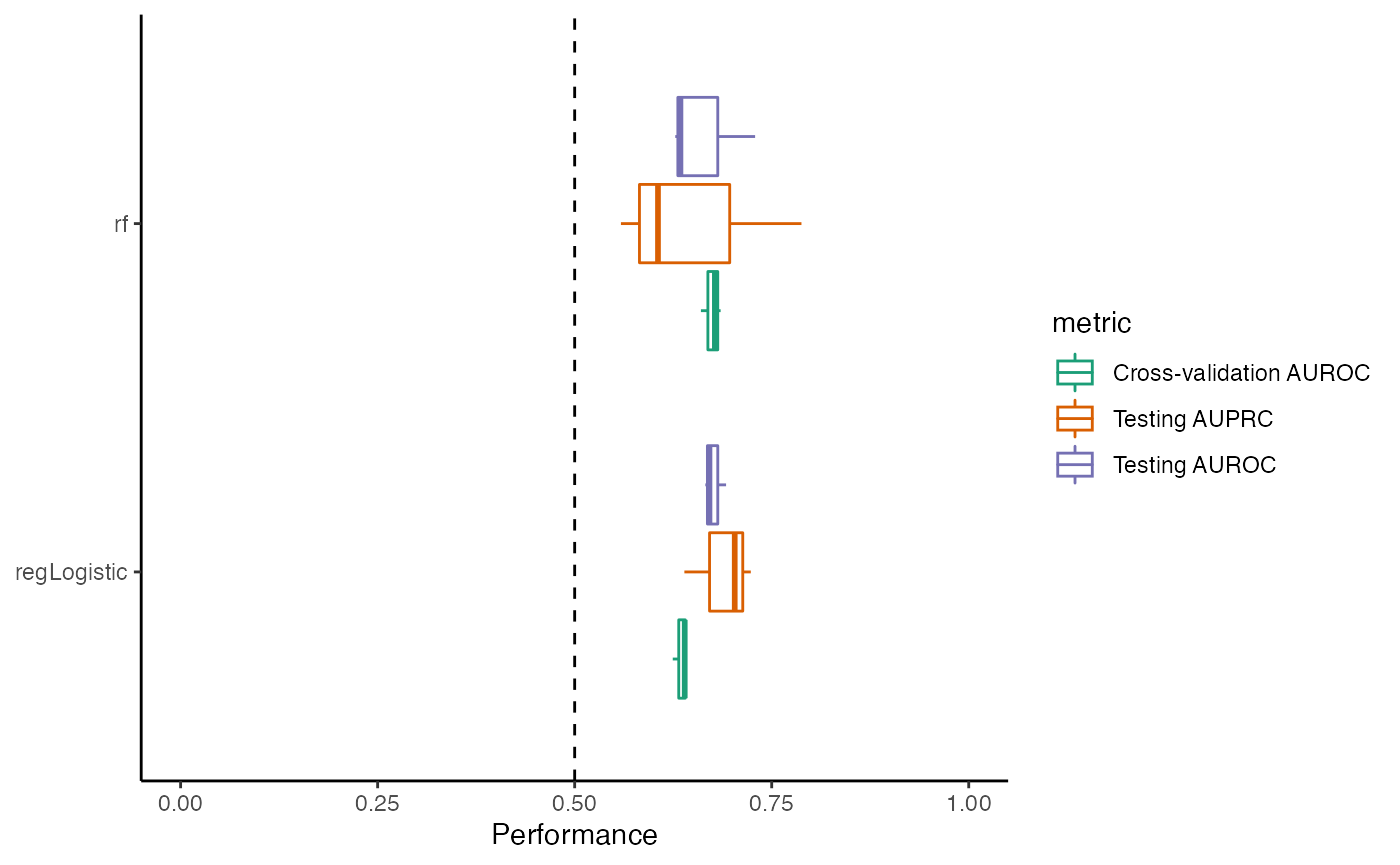 rf
regLogistic
0.00 0.25 0.50 0.75 1.00
Performance
metric
Cross-validation AUROC
Testing AUPRC
Testing AUROC